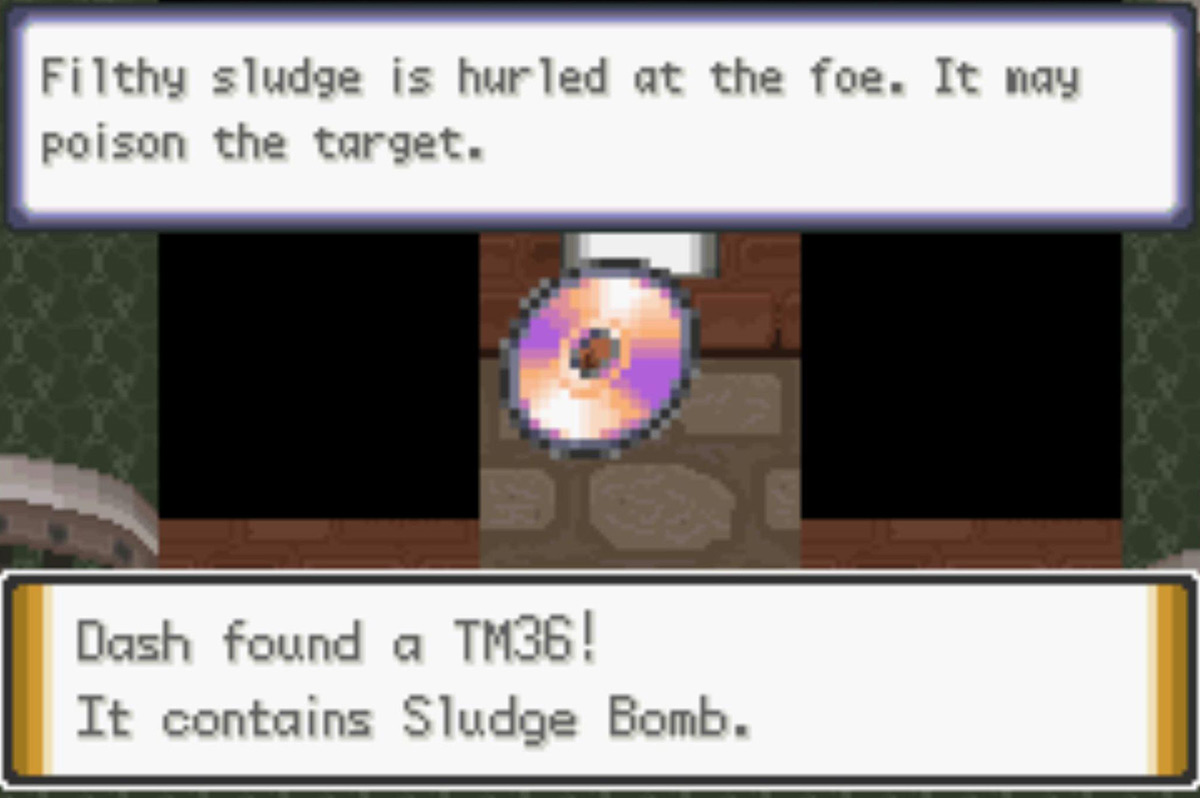 Filthy sludge is hurled at the foe. It may
poison the target.
Dash found a TM36!
It contains Sludge Bomb.